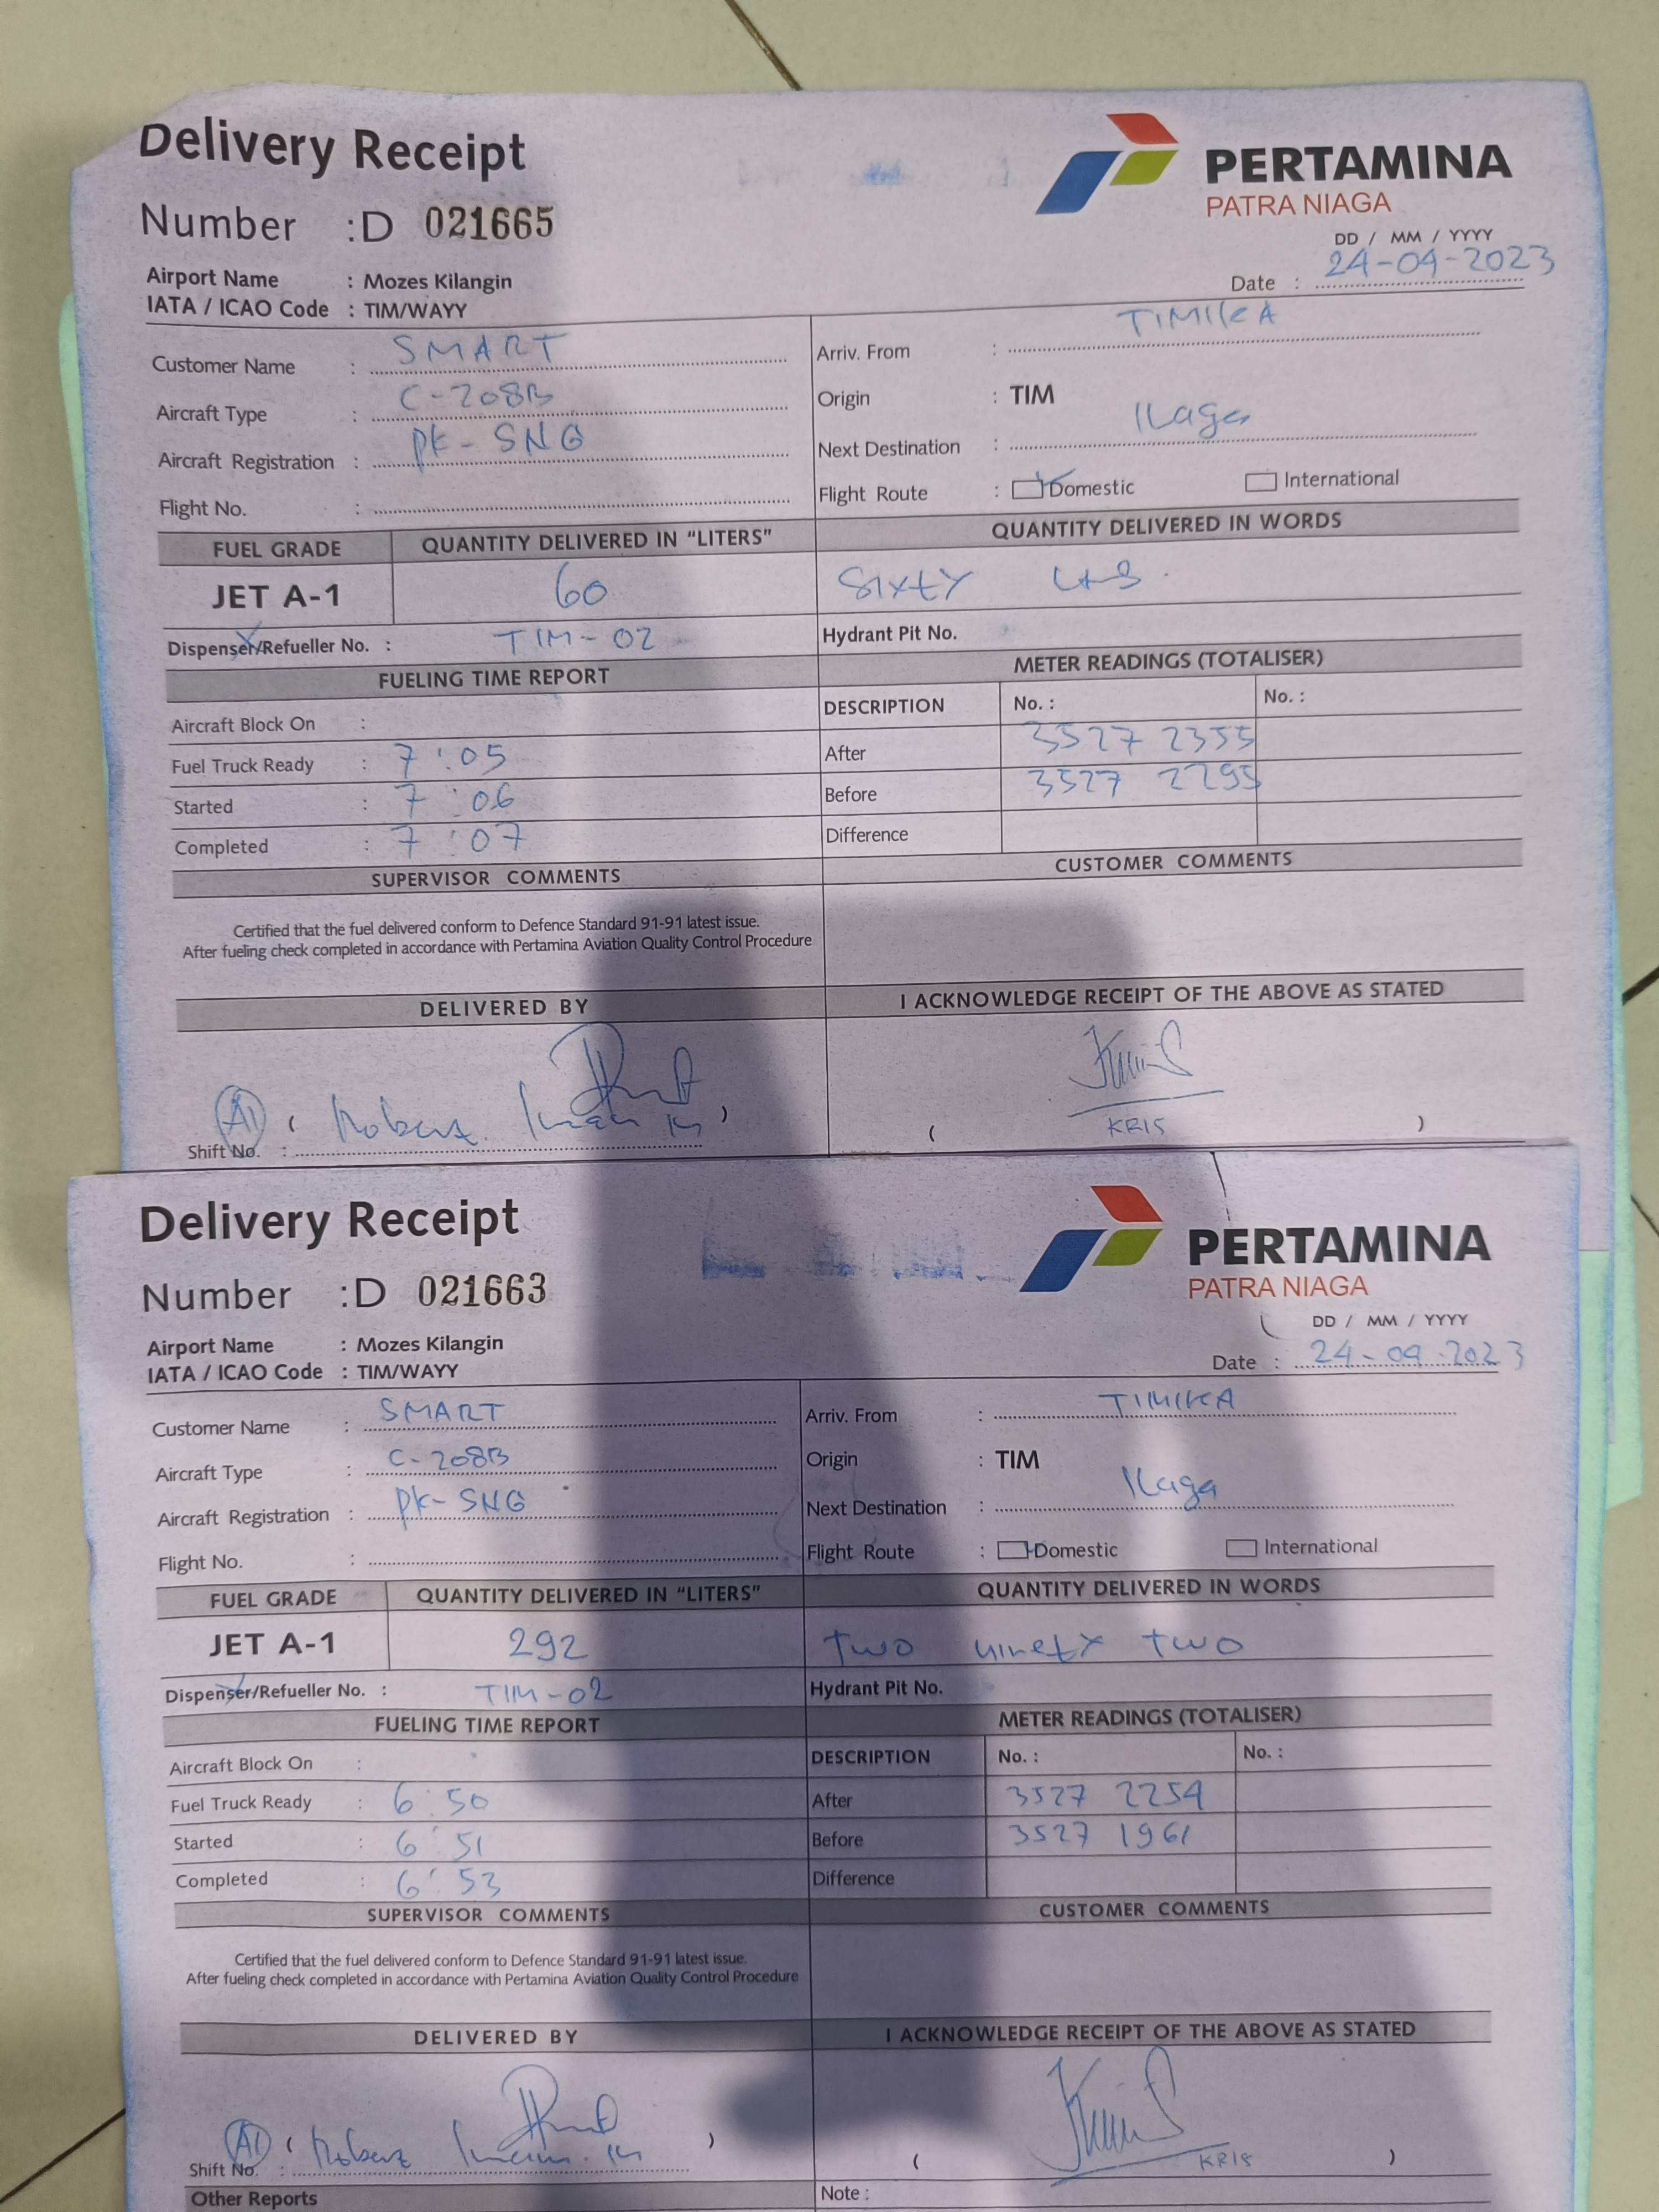 Delivery Receipt
PERTAMINA
PATRA NIAGA
Number :D 021665
DD / MM / YYYY
Airport Name : Mozes Kilangin
Date : 24-09-2023
IATA / ICAO Code : TIM/WAYY
Customer Name : SMART
Arriv. From : TIMIKA
Aircraft Type : C-208B
Origin : TIM
Aircraft Registration : PK-SNG
Next Destination : Ilaga
Flight No. :
Flight Route : Domestic International
FUEL GRADE QUANTITY DELIVERED IN "LITERS" QUANTITY DELIVERED IN WORDS
JET A-1 60 Sixty Ltrs.
Dispenser/Refueller No. : TIM-02 Hydrant Pit No.
FUELING TIME REPORT METER READINGS (TOTALISER)
Aircraft Block On : DESCRIPTION No. : No. :
Fuel Truck Ready : 7:05 After 3527 2355
Started : 7:06 Before 3527 2295
Completed : 7:07 Difference
SUPERVISOR COMMENTS CUSTOMER COMMENTS
Certified that the fuel delivered conform to Defence Standard 91-91 latest issue.
After fueling check completed in accordance with Pertamina Aviation Quality Control Procedure
DELIVERED BY I ACKNOWLEDGE RECEIPT OF THE ABOVE AS STATED
A1 ( )
( KRIS )
Shift No. :
Delivery Receipt
PERTAMINA
PATRA NIAGA
Number :D 021663
DD / MM / YYYY
Airport Name : Mozes Kilangin
Date : 24-09-2023
IATA / ICAO Code : TIM/WAYY
Customer Name : SMART
Arriv. From : TIMIKA
Aircraft Type : C-208B
Origin : TIM
Aircraft Registration : PK-SNG
Next Destination : Ilaga
Flight No. :
Flight Route : Domestic International
FUEL GRADE QUANTITY DELIVERED IN "LITERS" QUANTITY DELIVERED IN WORDS
JET A-1 292 Two ninety two
Dispenser/Refueller No. : TIM-02 Hydrant Pit No.
FUELING TIME REPORT METER READINGS (TOTALISER)
Aircraft Block On : DESCRIPTION No. : No. :
Fuel Truck Ready : 6:50 After 3527 2254
Started : 6:51 Before 3527 1961
Completed : 6:53 Difference
SUPERVISOR COMMENTS CUSTOMER COMMENTS
Certified that the fuel delivered conform to Defence Standard 91-91 latest issue.
After fueling check completed in accordance with Pertamina Aviation Quality Control Procedure
DELIVERED BY I ACKNOWLEDGE RECEIPT OF THE ABOVE AS STATED
A1 ( )
( KRIS )
Shift No. :
Other Reports Note :